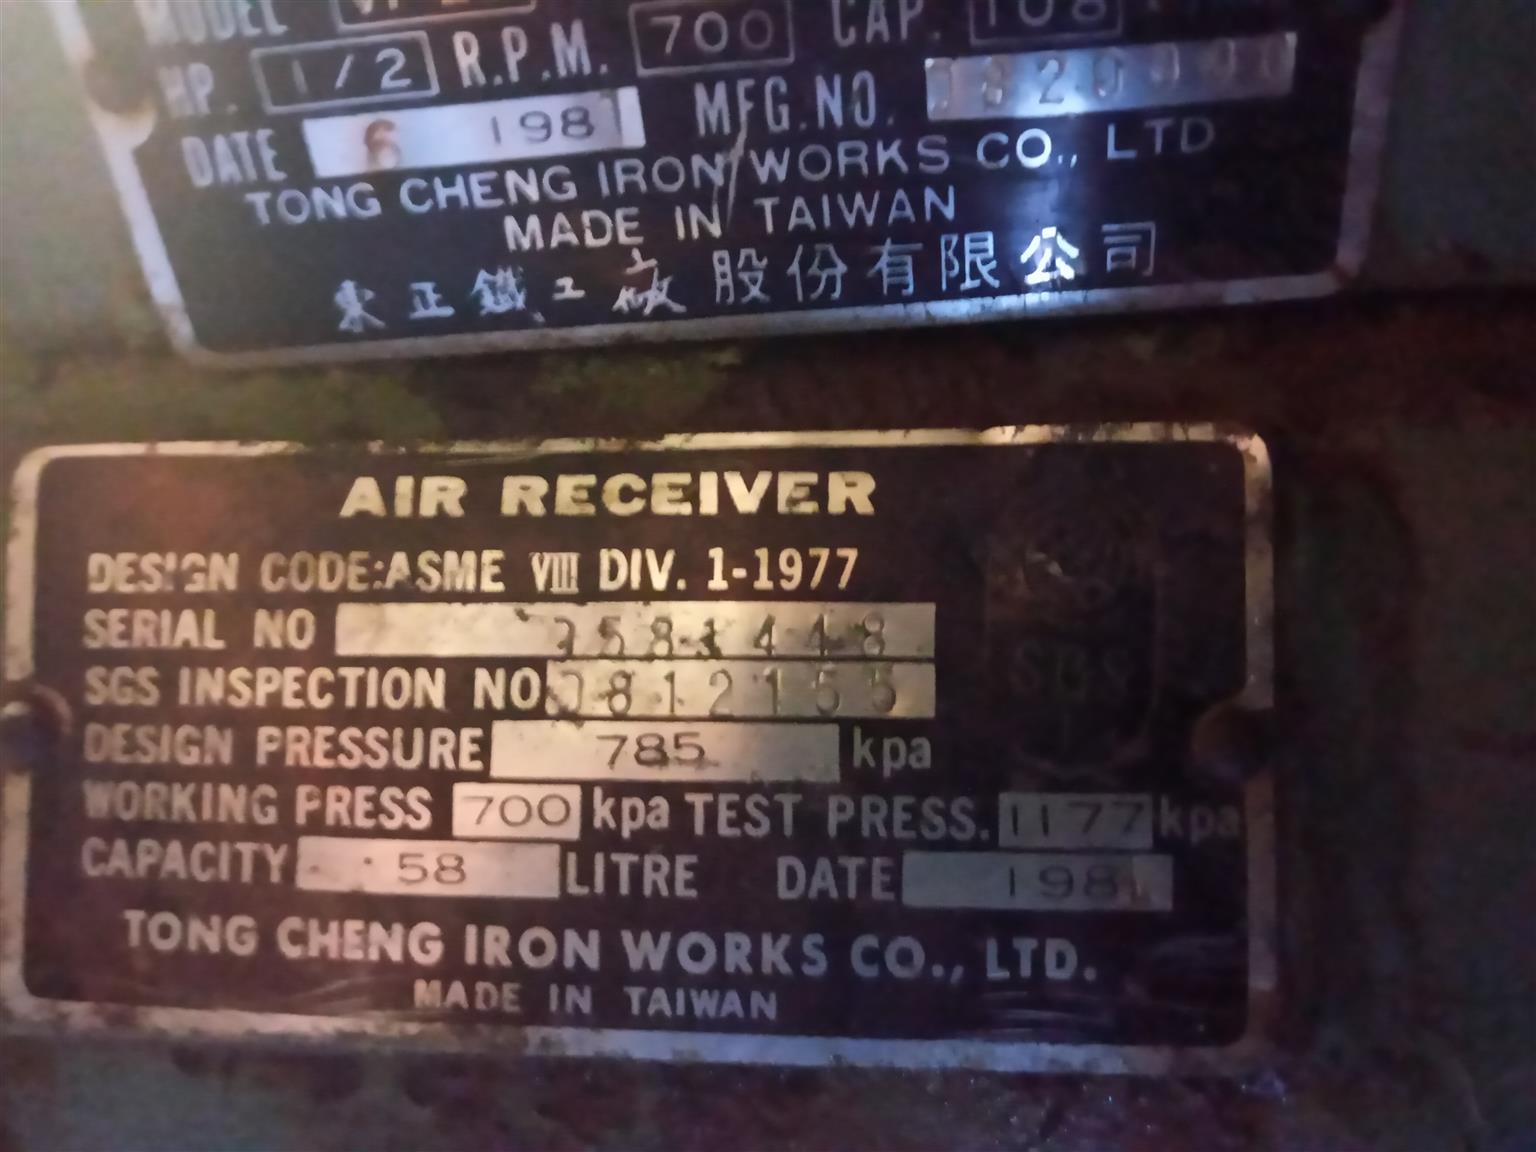 MODEL
HP. 1/2 R.P.M. 700 CAP. 108
DATE 6 1981 MFG.NO.
TONG CHENG IRON WORKS CO., LTD
MADE IN TAIWAN
東正鐵工廠股份有限公司
AIR RECEIVER
DESIGN CODE:ASME VIII DIV. 1-1977
SERIAL NO
SGS INSPECTION NO 0812155
DESIGN PRESSURE 785 kpa
WORKING PRESS 700 kpa TEST PRESS. 1177 kpa
CAPACITY 58 LITRE DATE 1981
TONG CHENG IRON WORKS CO., LTD.
MADE IN TAIWAN
SGS